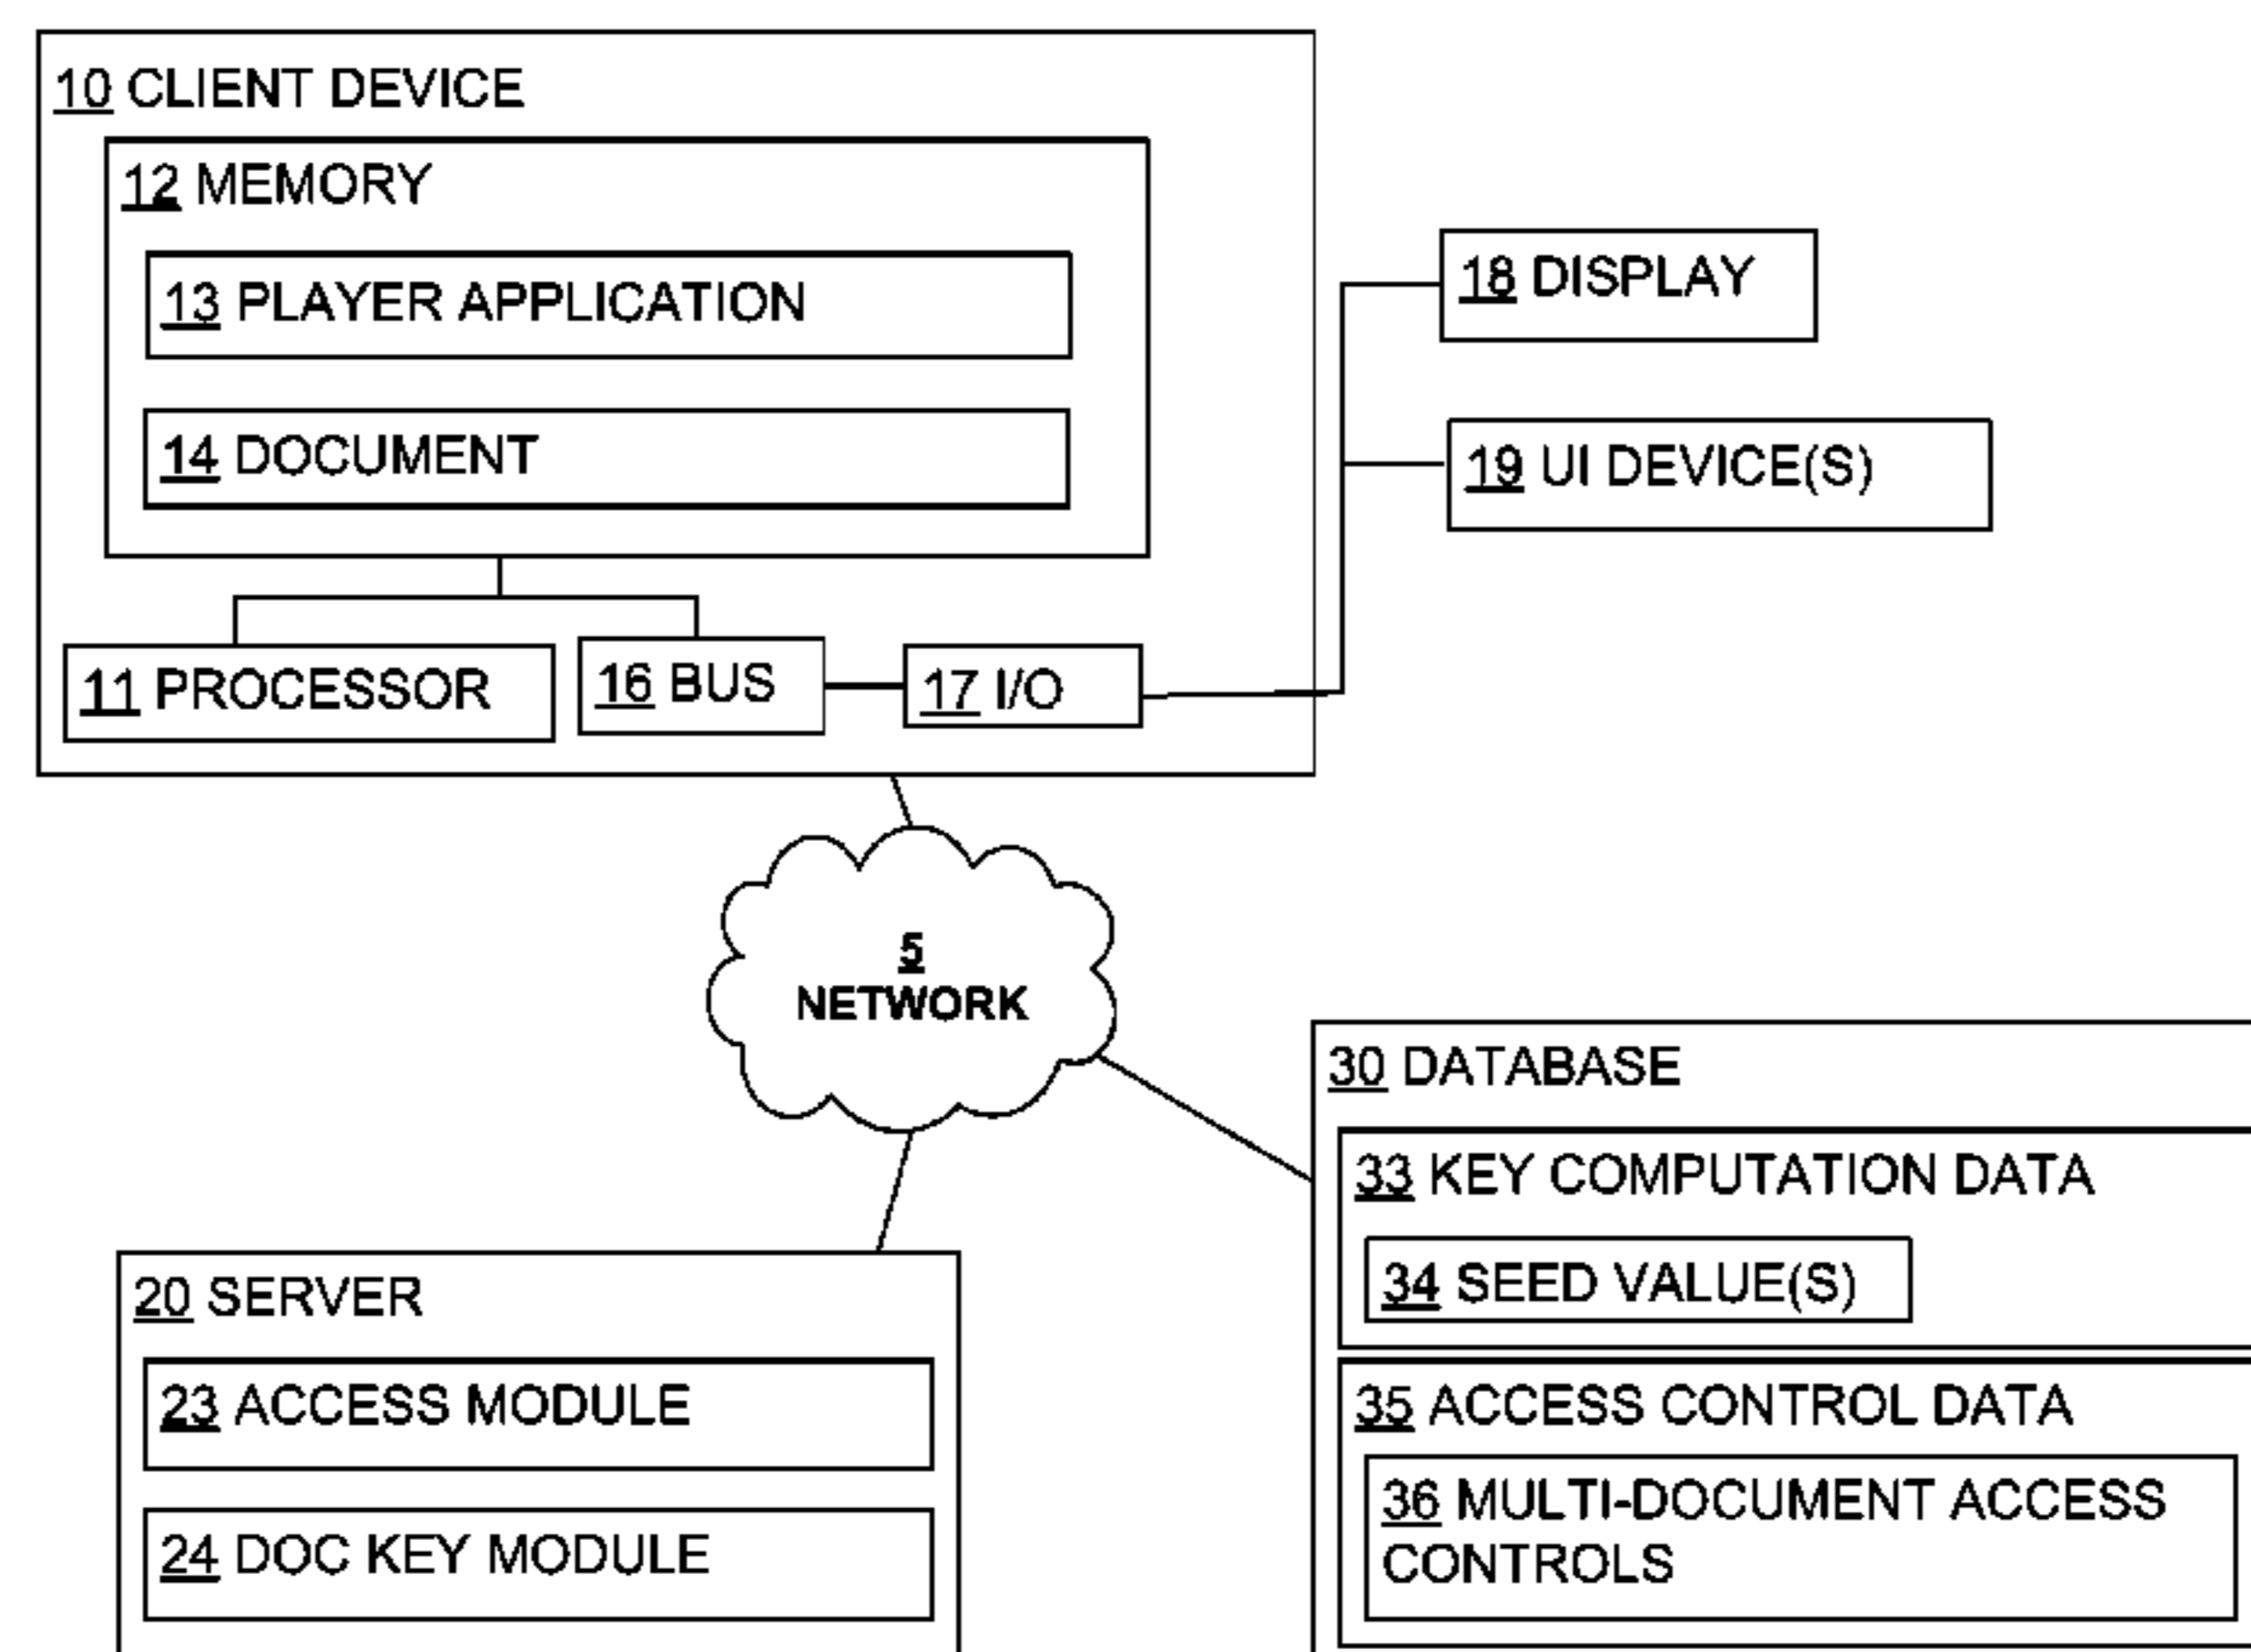 10 CLIENT DEVICE
12 MEMORY
13 PLAYER APPLICATION
14 DOCUMENT
11 PROCESSOR
16 BUS
17 I/O
18 DISPLAY
19 UI DEVICE(S)
5
NETWORK
20 SERVER
23 ACCESS MODULE
24 DOC KEY MODULE
30 DATABASE
33 KEY COMPUTATION DATA
34 SEED VALUE(S)
35 ACCESS CONTROL DATA
36 MULTI-DOCUMENT ACCESS
CONTROLS